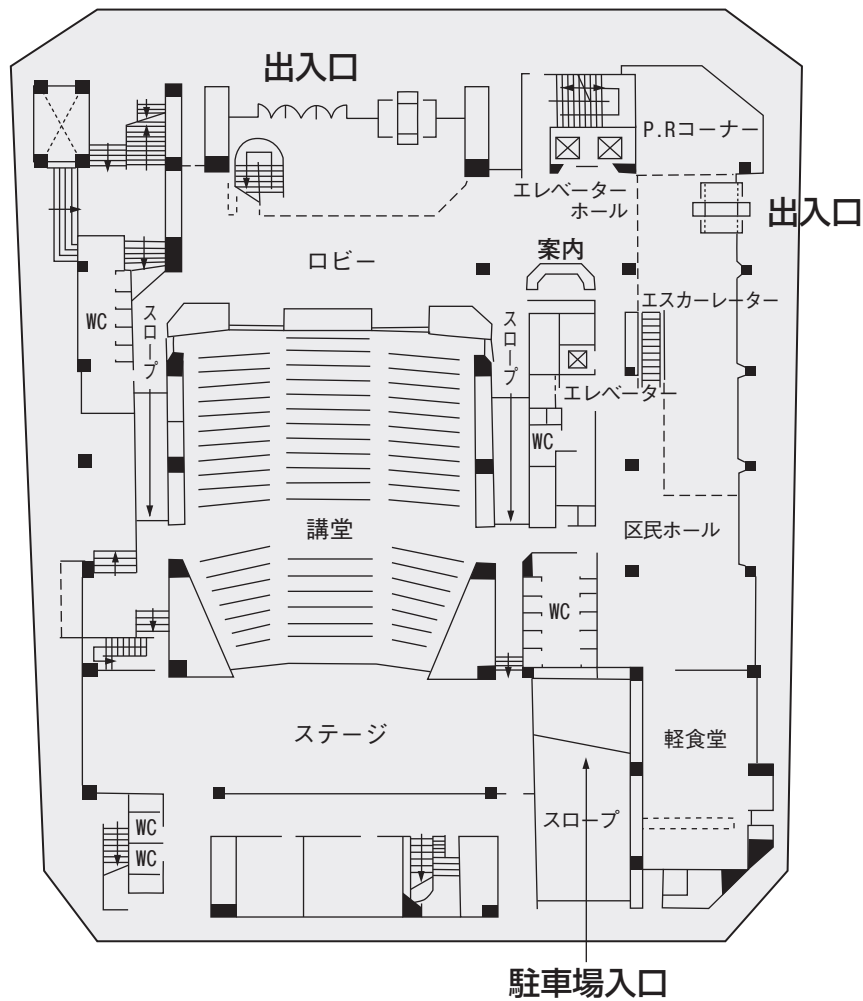 出入口
P.Rコーナー
エレベーター
ホール
出入口
案内
ロビー
エスカーレーター
WC
スロープ
スロープ
エレベーター
WC
講堂
区民ホール
WC
ステージ
軽食堂
スロープ
WC
WC
駐車場入口